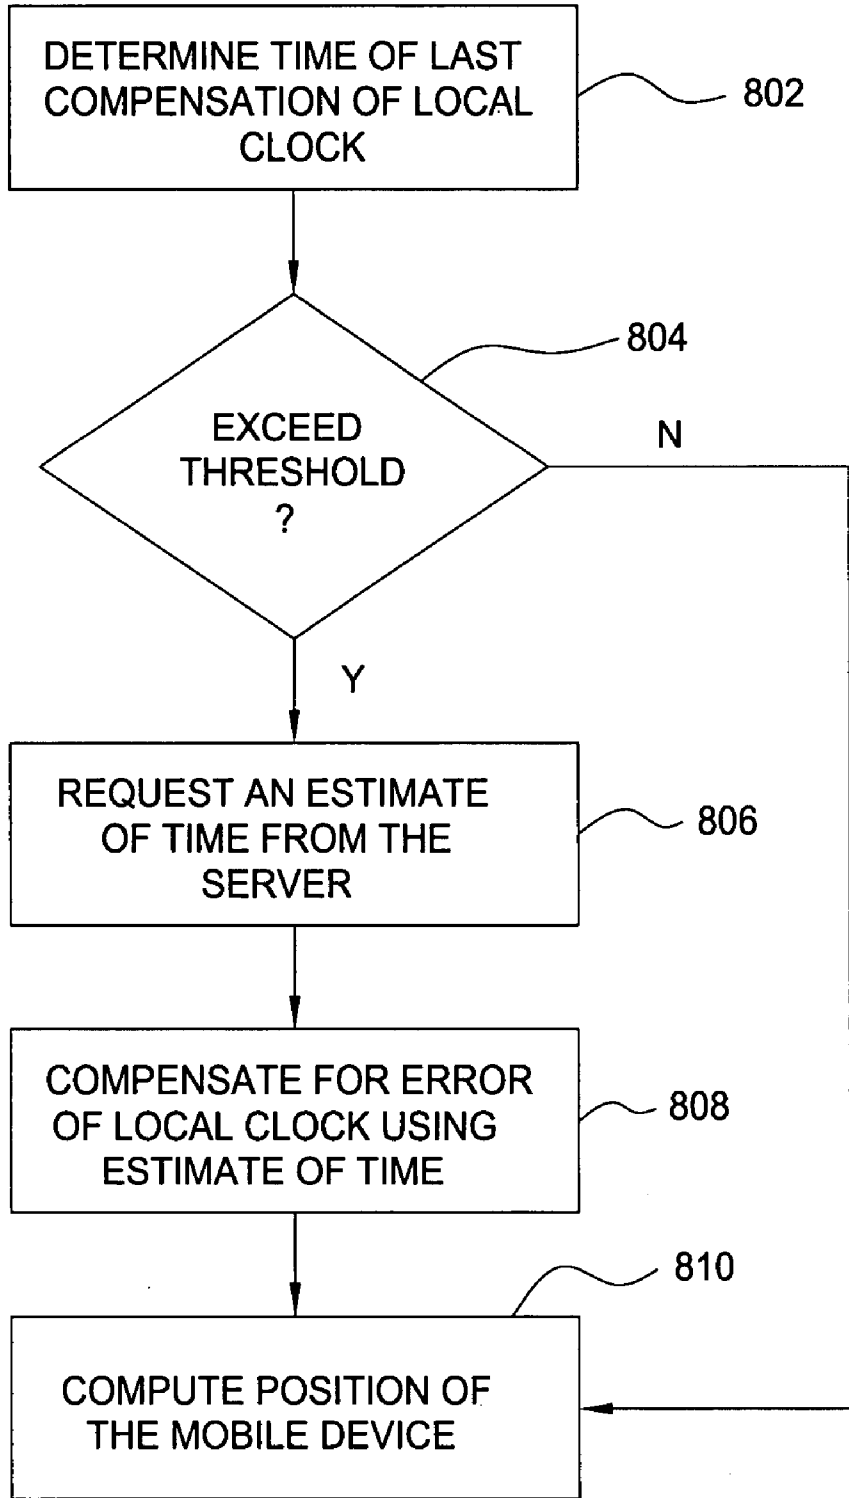 DETERMINE TIME OF LAST
COMPENSATION OF LOCAL
CLOCK
802
804
EXCEED
THRESHOLD
?
N
Y
REQUEST AN ESTIMATE
OF TIME FROM THE
SERVER
806
COMPENSATE FOR ERROR
OF LOCAL CLOCK USING
ESTIMATE OF TIME
808
810
COMPUTE POSITION OF
THE MOBILE DEVICE